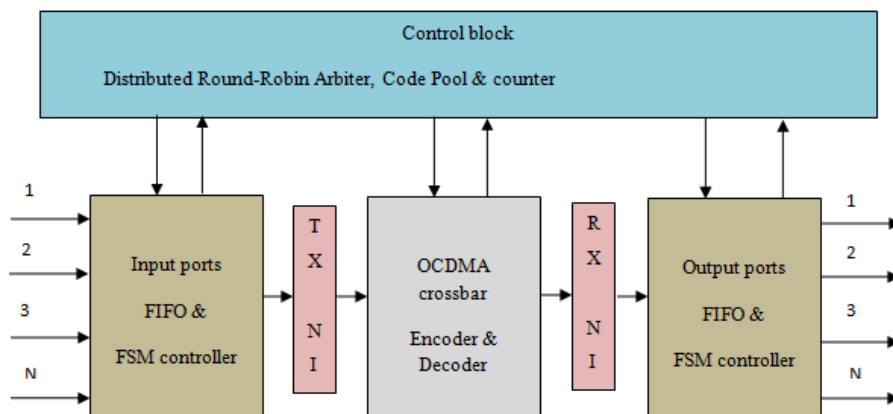 Control block
Distributed Round-Robin Arbiter, Code Pool & counter
1
2
3
N
Input ports
FIFO &
FSM controller
T
X
N
I
OCDMA
crossbar
Encoder &
Decoder
R
X
N
I
Output ports
FIFO &
FSM controller
1
2
3
N